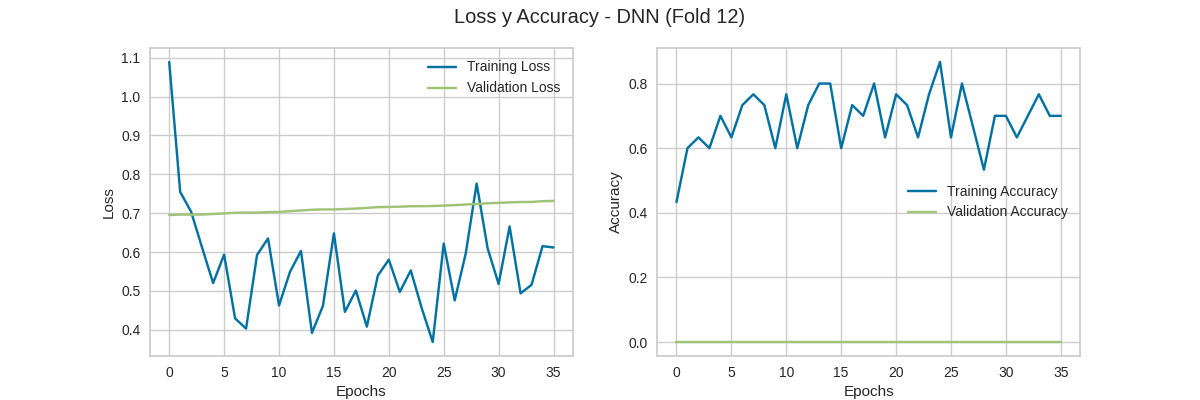 Loss y Accuracy - DNN (Fold 12)
1.1
1.0
0.9
0.8
0.7
0.6
0.5
0.4
Loss
Training Loss
Validation Loss
0 5 10 15 20 25 30 35
Epochs
0.8
0.6
0.4
0.2
0.0
Accuracy
Training Accuracy
Validation Accuracy
0 5 10 15 20 25 30 35
Epochs